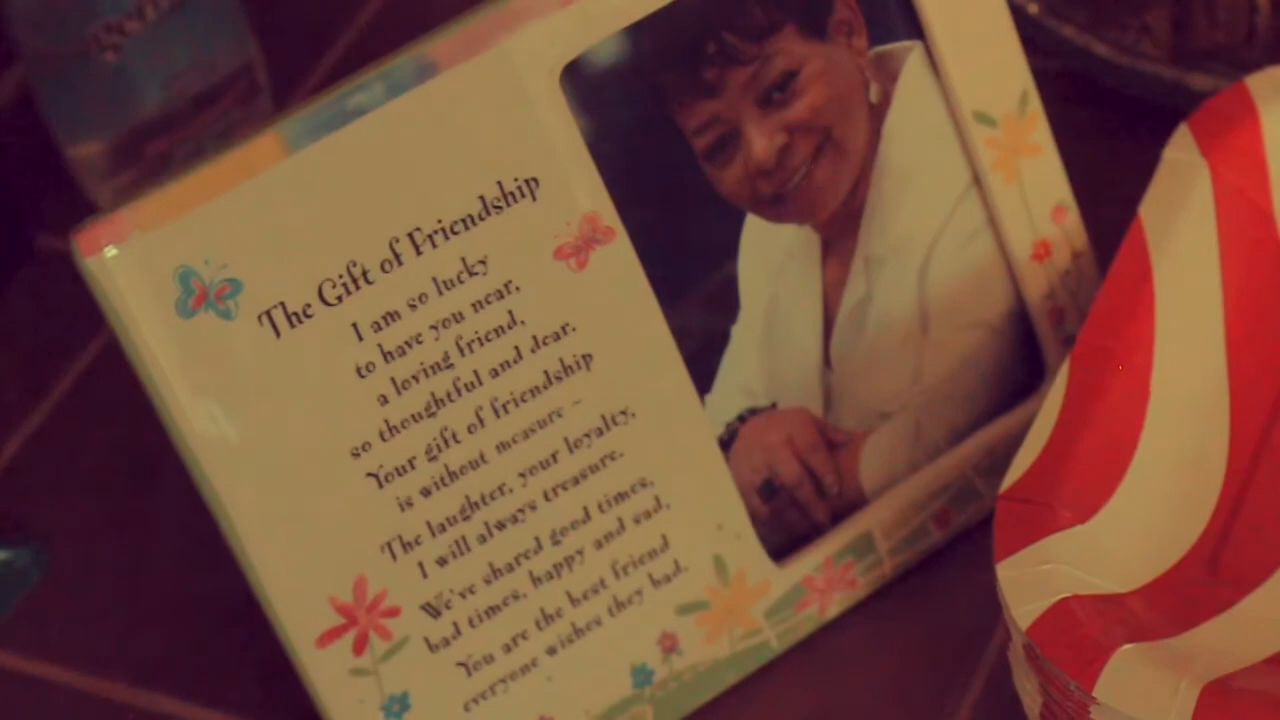 The Gift of Friendship
I am so lucky
to have you near,
a loving friend,
so thoughtful and dear.
Your gift of friendship
is without measure –
The laughter, your loyalty,
I will always treasure.
We've shared good times,
bad times, happy and sad,
You are the best friend
everyone wishes they had.